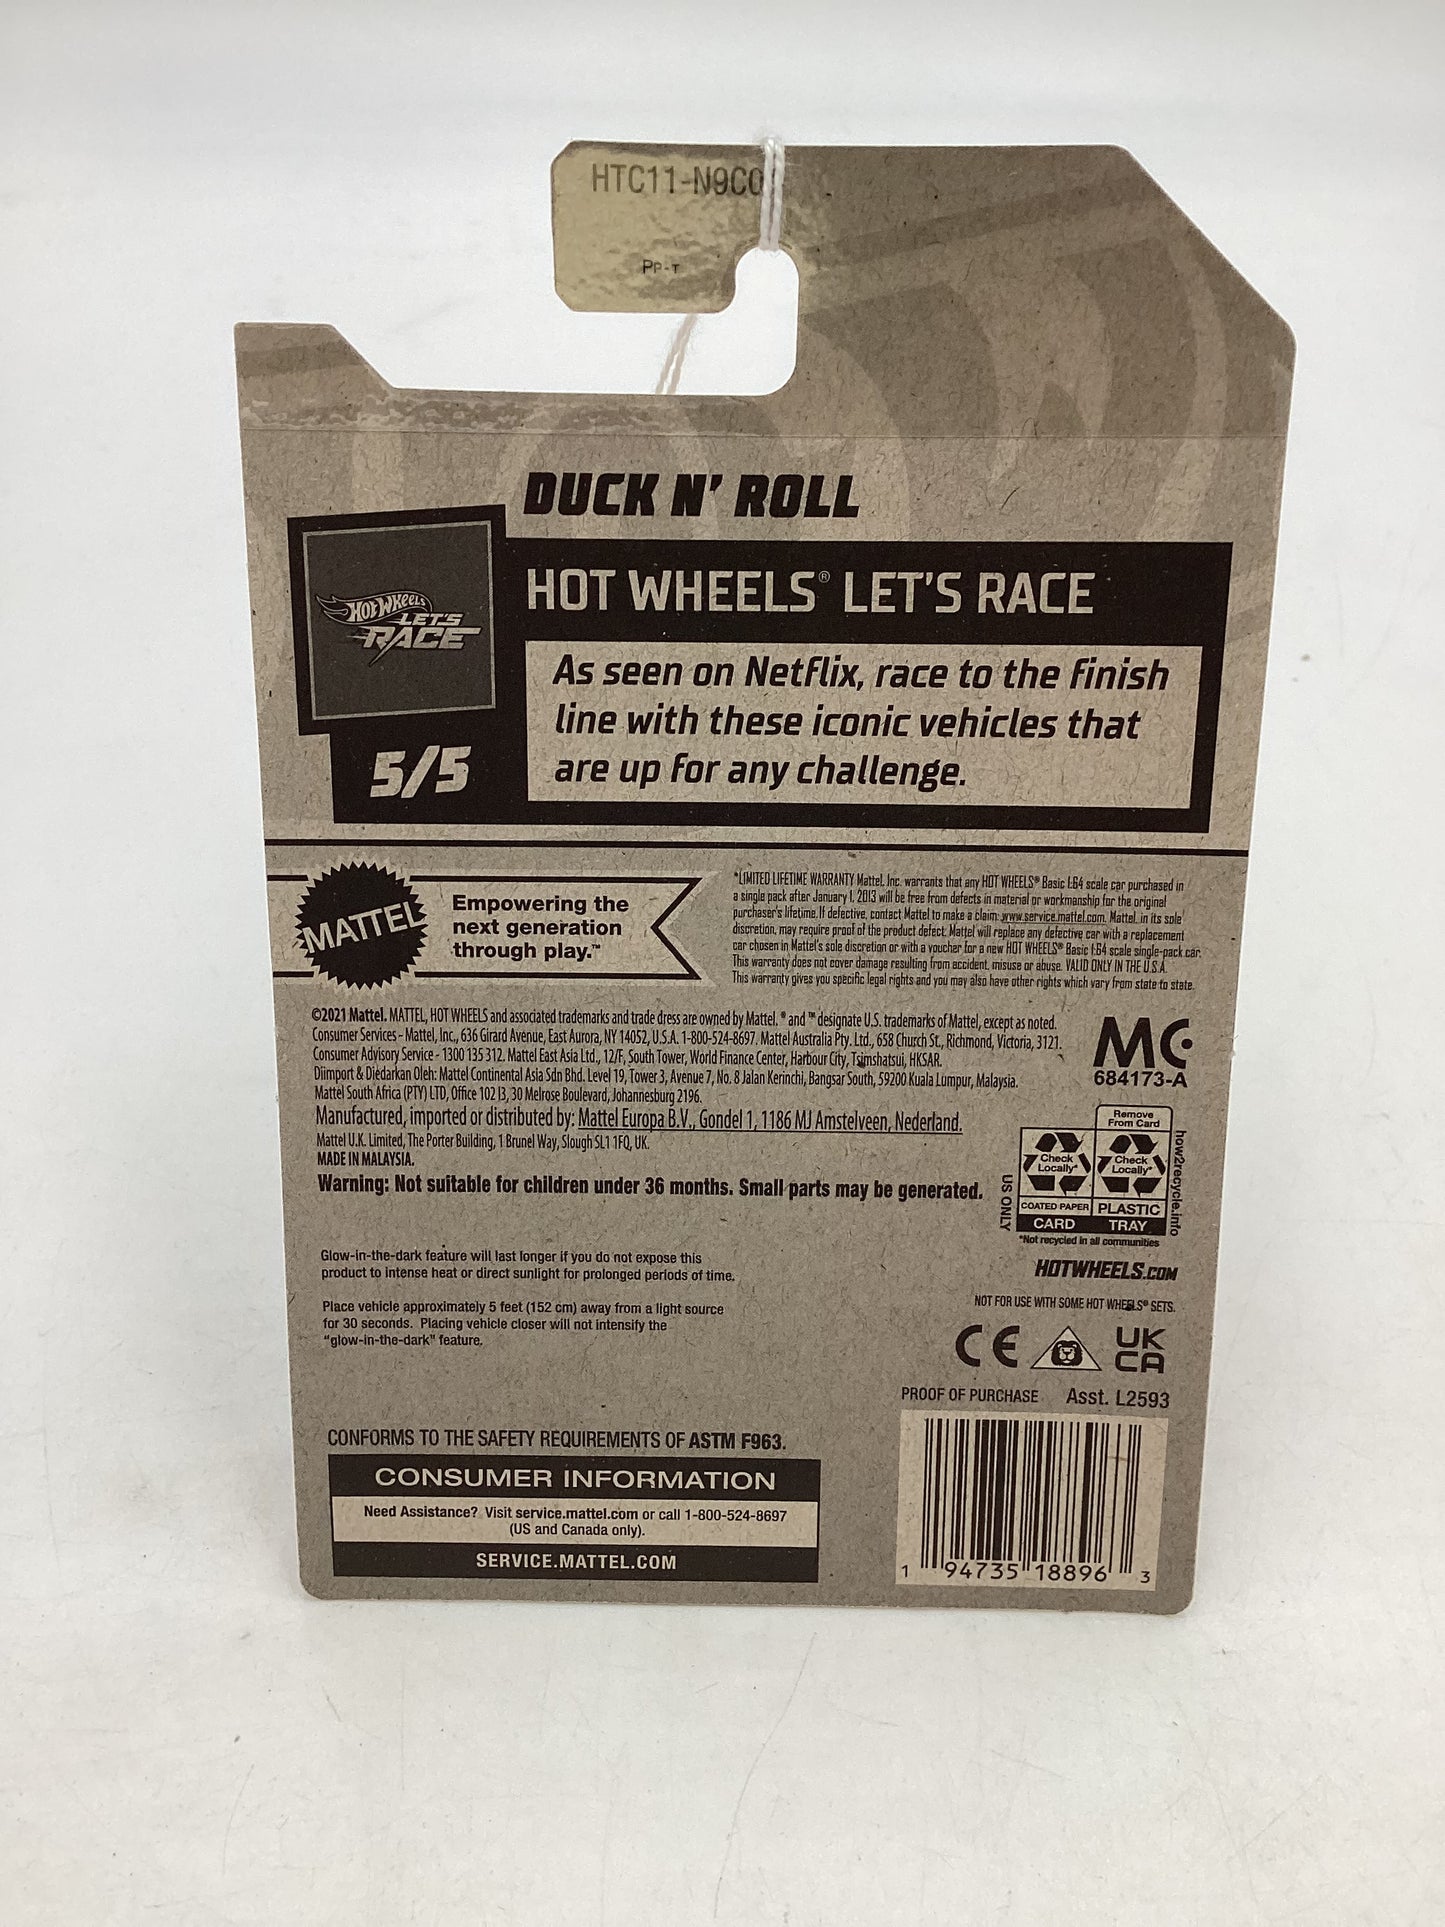 HTC11-N9C0
PP-T
DUCK N' ROLL
HOT WHEELS® LET'S RACE
HOT WHEELS
LET'S
RACE
As seen on Netflix, race to the finish
line with these iconic vehicles that
are up for any challenge.
5/5
MATTEL
Empowering the
next generation
through play.™
*LIMITED LIFETIME WARRANTY Mattel, Inc. warrants that any HOT WHEELS® Basic 1:64 scale car purchased in
a single pack after January 1, 2013 will be free from defects in material or workmanship for the original
purchaser's lifetime. If defective, contact Mattel to make a claim: www.service.mattel.com. Mattel, in its sole
discretion, may require proof of the product defect. Mattel will replace any defective car with a replacement
car chosen in Mattel's sole discretion or with a voucher for a new HOT WHEELS® Basic 1:64 scale single-pack car.
This warranty does not cover damage resulting from accident, misuse or abuse. VALID ONLY IN THE U.S.A.
This warranty gives you specific legal rights and you may also have other rights which vary from state to state.
©2021 Mattel. MATTEL, HOT WHEELS and associated trademarks and trade dress are owned by Mattel. ® and ™ designate U.S. trademarks of Mattel, except as noted.
Consumer Services - Mattel, Inc., 636 Girard Avenue, East Aurora, NY 14052, U.S.A. 1-800-524-8697. Mattel Australia Pty. Ltd., 658 Church St., Richmond, Victoria, 3121.
Consumer Advisory Service - 1300 135 312. Mattel East Asia Ltd., 12/F, South Tower, World Finance Center, Harbour City, Tsimshatsui, HKSAR.
Diimport & Diedarkan Oleh: Mattel Continental Asia Sdn Bhd. Level 19, Tower 3, Avenue 7, No. 8 Jalan Kerinchi, Bangsar South, 59200 Kuala Lumpur, Malaysia.
Mattel South Africa (PTY) LTD, Office 102 I3, 30 Melrose Boulevard, Johannesburg 2196.
Manufactured, imported or distributed by: Mattel Europa B.V., Gondel 1, 1186 MJ Amstelveen, Nederland.
Mattel U.K. Limited, The Porter Building, 1 Brunel Way, Slough SL1 1FQ, UK.
MADE IN MALAYSIA.
Warning: Not suitable for children under 36 months. Small parts may be generated.
MC
684173-A
Remove
From Card
Check
Locally*
Check
Locally*
COATED PAPER
PLASTIC
CARD
TRAY
US ONLY
how2recycle.info
*Not recycled in all communities
Glow-in-the-dark feature will last longer if you do not expose this
product to intense heat or direct sunlight for prolonged periods of time.
Place vehicle approximately 5 feet (152 cm) away from a light source
for 30 seconds. Placing vehicle closer will not intensify the
"glow-in-the-dark" feature.
HOTWHEELS.COM
NOT FOR USE WITH SOME HOT WHEELS® SETS.
CE
UK
CA
PROOF OF PURCHASE Asst. L2593
CONFORMS TO THE SAFETY REQUIREMENTS OF ASTM F963.
CONSUMER INFORMATION
Need Assistance? Visit service.mattel.com or call 1-800-524-8697
(US and Canada only).
SERVICE.MATTEL.COM
1 94735 18896 3